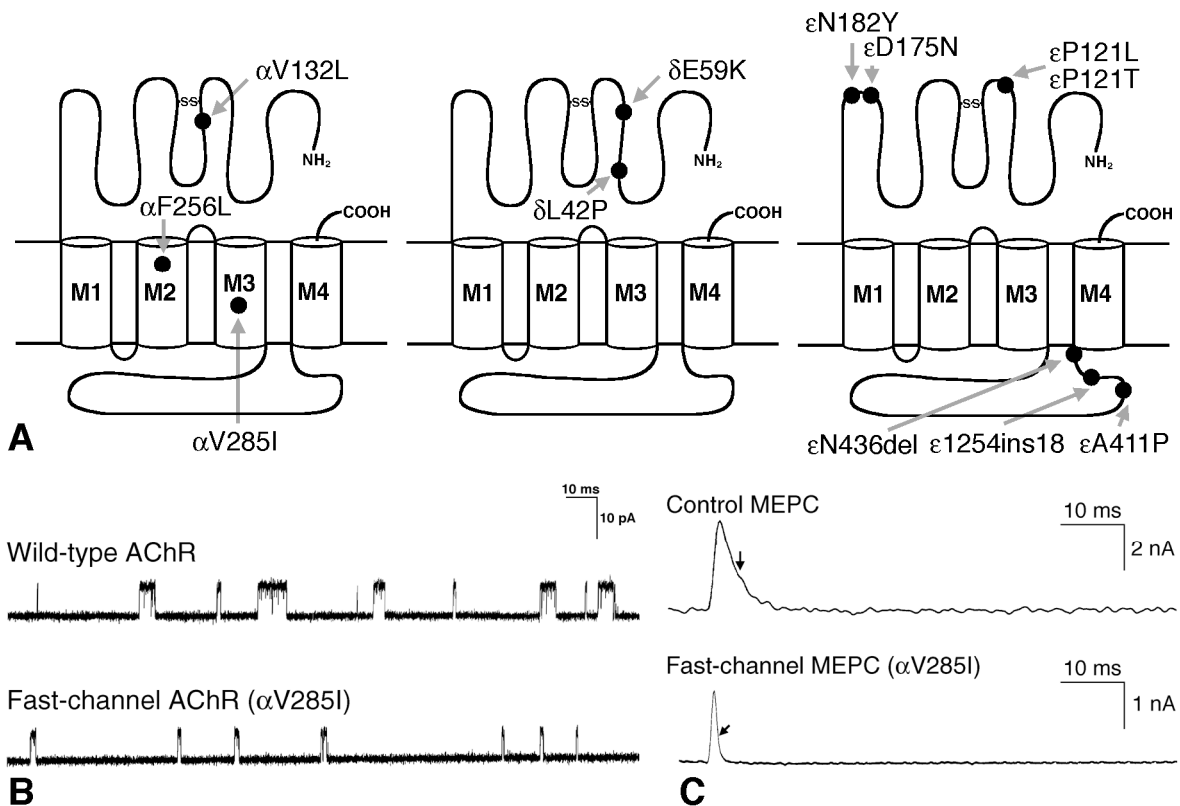 εN182Y
εD175N
εP121L
εP121T
αV132L
δE59K
ss
ss
ss
NH₂
NH₂
NH₂
αF256L
δL42P
COOH
COOH
COOH
M1 M2 M3 M4
M1 M2 M3 M4
M1 M2 M3 M4
αV285I
εN436del ε1254ins18 εA411P
A
10 ms
10 pA
Wild-type AChR
Fast-channel AChR (αV285I)
B
Control MEPC
10 ms
2 nA
Fast-channel MEPC (αV285I)
10 ms
1 nA
C